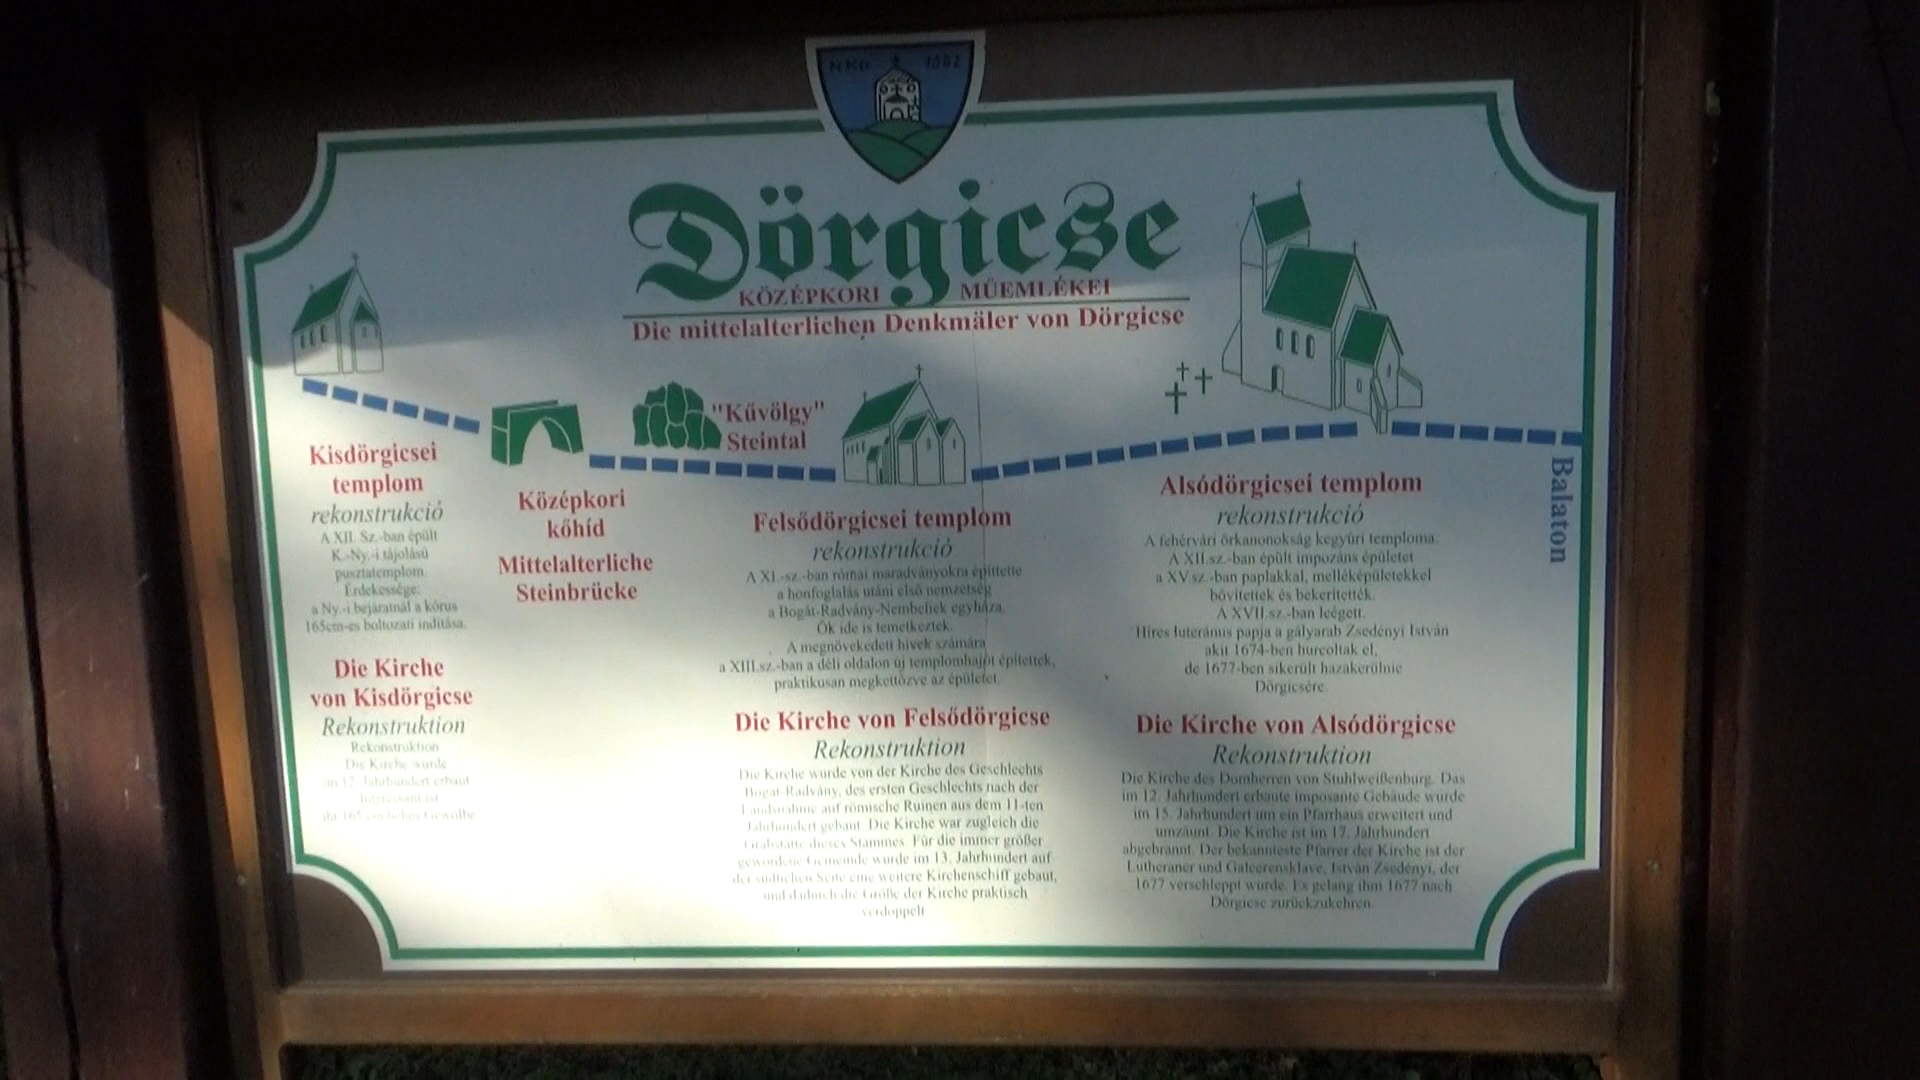 1882
Dörgicse
KÖZÉPKORI MŰEMLÉKEI
Die mittelalterlichen Denkmäler von Dörgicse
"Kűvölgy"
Steintal
Balaton
Kisdörgicsei
templom
rekonstrukció
A XII. Sz.-ban épült
K.-Ny.-i tájolású
pusztatemplom.
Érdekessége:
a Ny.-i bejáratnál a kórus
165cm-es boltozati indítása.
Die Kirche
von Kisdörgicse
Rekonstruktion
Rekonstruktion
Die Kirche wurde
im 12. Jahrhundert erbaut
Interessant ist
Középkori
kőhíd
Mittelalterliche
Steinbrücke
Felsődörgicsei templom
rekonstrukció
A XI.-sz.-ban római maradványokra építtette
a honfoglalás utáni első nemzetség
a Bogát-Radvány-Nembeliek egyháza.
Ők ide is temetkeztek.
A megnövekedett hívek számára
a XIII.sz.-ban a déli oldalon új templomhajót építettek,
praktikusan megkettőzve az épületet.
Die Kirche von Felsődörgicse
Rekonstruktion
Die Kirche wurde von der Kirche des Geschlechts
Bogát-Radvány, des ersten Geschlechts nach der
Landnahme auf römische Ruinen aus dem 11-ten
Jahrhundert gebaut. Die Kirche war zugleich die
Grabstätte dieses Stammes. Für die immer größer
gewordene Gemeinde wurde im 13. Jahrhundert auf
der südlichen Seite eine weitere Kirchenschiff gebaut,
und dadurch die Größe der Kirche praktisch
verdoppelt.
Alsódörgicsei templom
rekonstrukció
A fehérvári őrkanonokság kegyúri temploma.
A XII.sz.-ban épült impozáns épületet
a XV.sz.-ban paplakkal, melléképületekkel
bővítettek és bekerítették.
A XVII.sz.-ban leégett.
Híres luteránus papja a gályarab Zsedényi István
akit 1674-ben hurcoltak el,
de 1677-ben sikerült hazakerülnie
Dörgicsére.
Die Kirche von Alsódörgicse
Rekonstruktion
Die Kirche des Domherren von Stuhlweißenburg. Das
im 12. Jahrhundert erbaute imposante Gebäude wurde
im 15. Jahrhundert um ein Pfarrhaus erweitert und
umzäunt. Die Kirche ist im 17. Jahrhundert
abgebrannt. Der bekannteste Pfarrer der Kirche ist der
Lutheraner und Galeerensklave, István Zsedényi, der
1677 verschleppt wurde. Es gelang ihm 1677 nach
Dörgicse zurückzukehren.